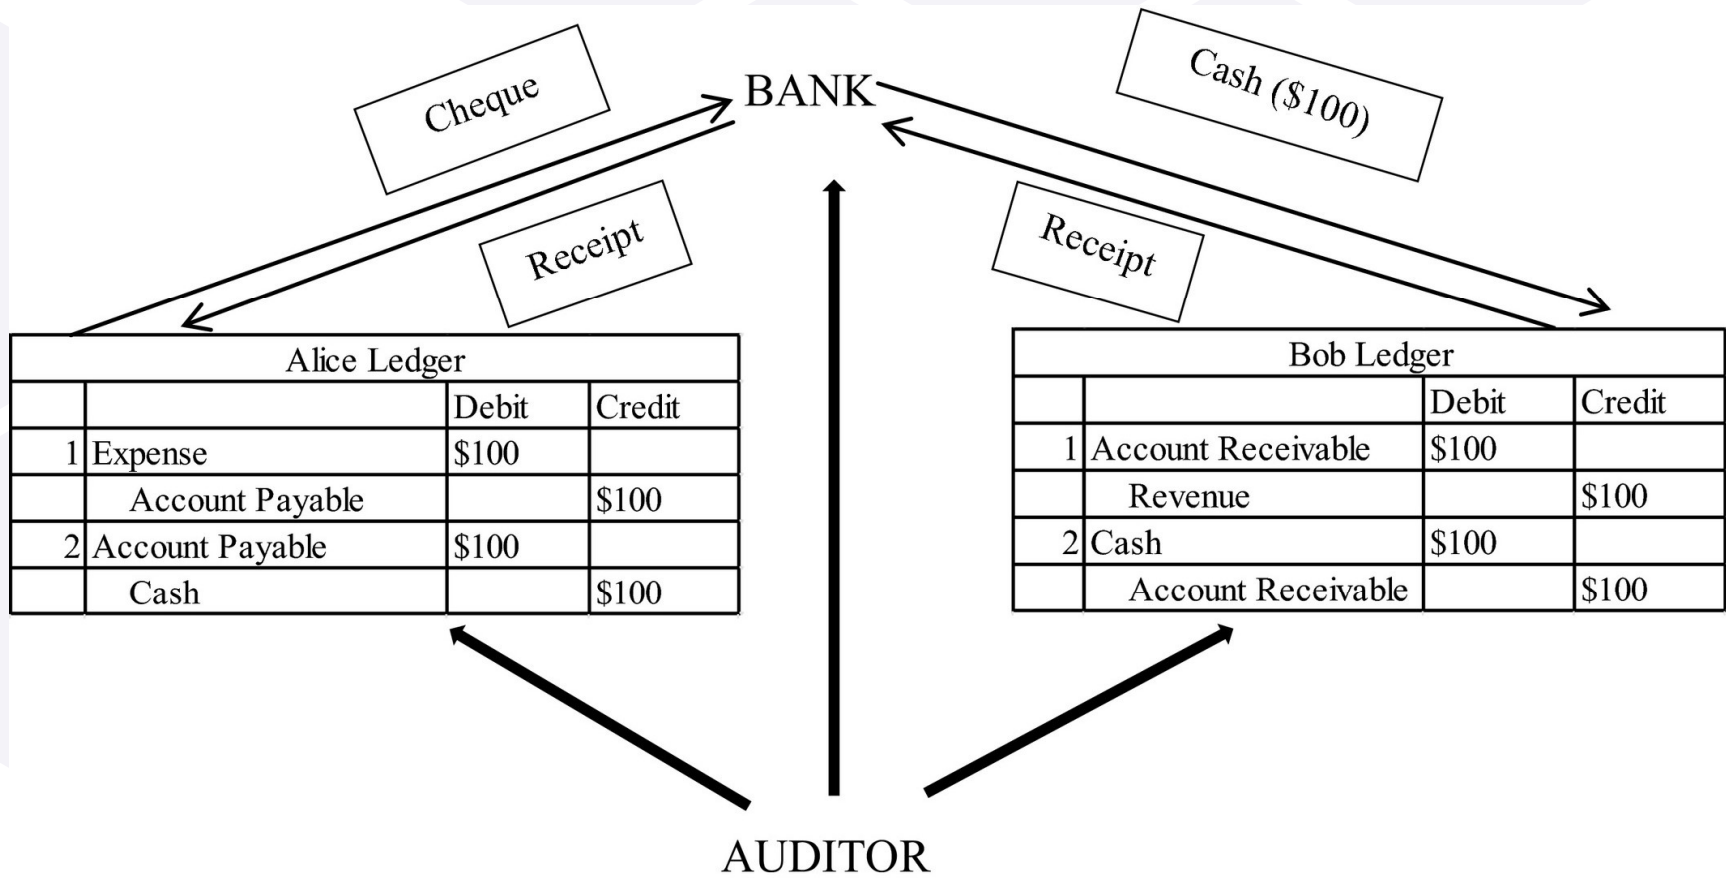 Cheque
BANK
Cash ($100)
Receipt
Receipt
Alice Ledger
Debit Credit
1 Expense $100
Account Payable $100
2 Account Payable $100
Cash $100
Bob Ledger
Debit Credit
1 Account Receivable $100
Revenue $100
2 Cash $100
Account Receivable $100
AUDITOR